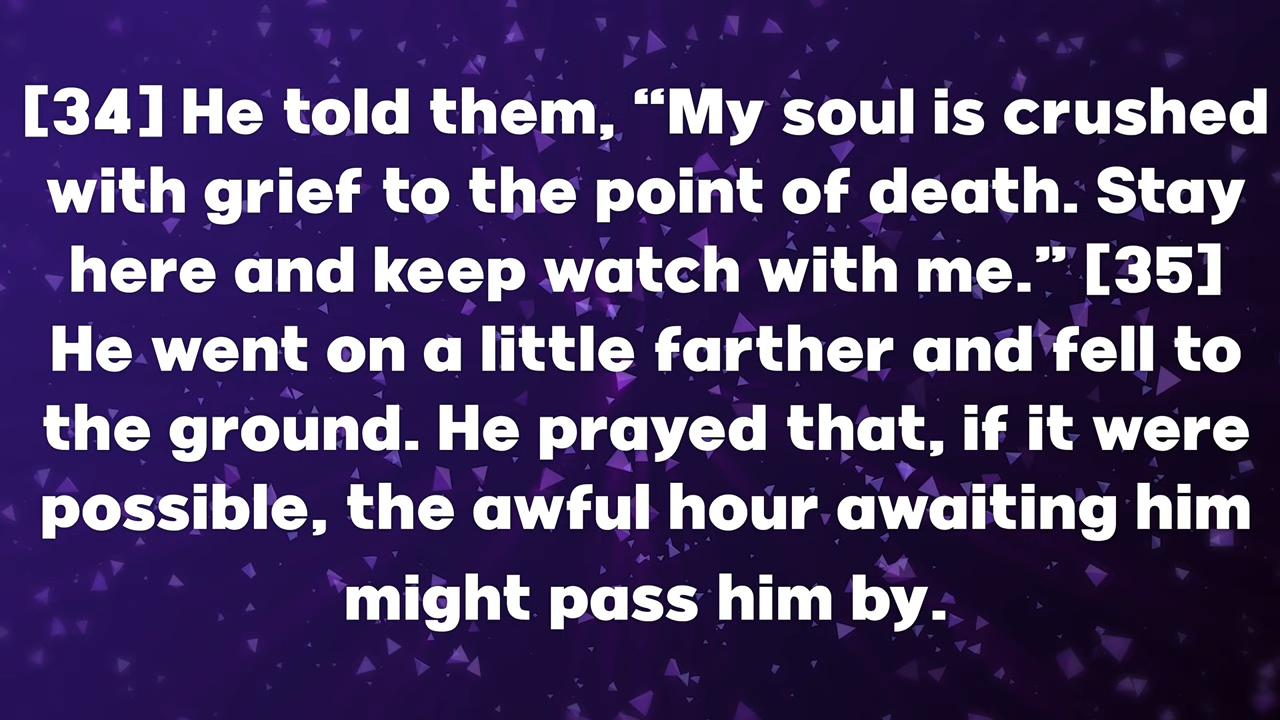 [34] He told them, “My soul is crushed
with grief to the point of death. Stay
here and keep watch with me.” [35]
He went on a little farther and fell to
the ground. He prayed that, if it were
possible, the awful hour awaiting him
might pass him by.